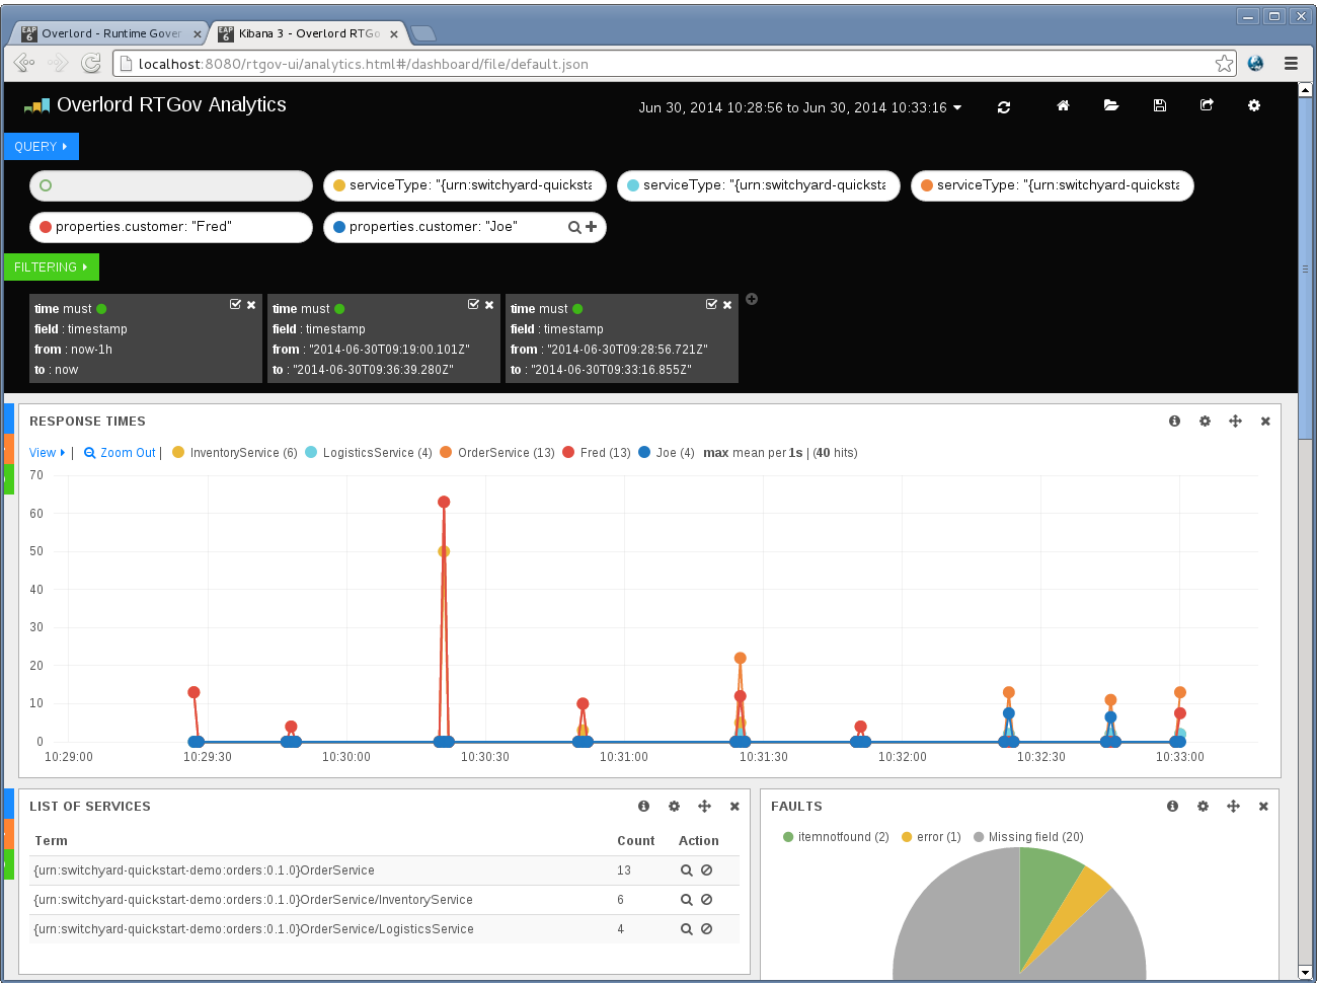 Overlord - Runtime Gover
Kibana 3 - Overlord RTGo
localhost:8080/rtgov-ui/analytics.html#/dashboard/file/default.json
Overlord RTGov Analytics
Jun 30, 2014 10:28:56 to Jun 30, 2014 10:33:16
QUERY
serviceType: "{urn:switchyard-quicksta
serviceType: "{urn:switchyard-quicksta
serviceType: "{urn:switchyard-quicksta
properties.customer: "Fred"
properties.customer: "Joe"
FILTERING
time must
field : timestamp
from : now-1h
to : now
time must
field : timestamp
from : "2014-06-30T09:19:00.101Z"
to : "2014-06-30T09:36:39.280Z"
time must
field : timestamp
from : "2014-06-30T09:28:56.721Z"
to : "2014-06-30T09:33:16.855Z"
RESPONSE TIMES
View | Zoom Out | InventoryService (6) LogisticsService (4) OrderService (13) Fred (13) Joe (4) max mean per 1s | (40 hits)
70
60
50
40
30
20
10
0
10:29:00 10:29:30 10:30:00 10:30:30 10:31:00 10:31:30 10:32:00 10:32:30 10:33:00
LIST OF SERVICES
Term Count Action
{urn:switchyard-quickstart-demo:orders:0.1.0}OrderService 13
{urn:switchyard-quickstart-demo:orders:0.1.0}OrderService/InventoryService 6
{urn:switchyard-quickstart-demo:orders:0.1.0}OrderService/LogisticsService 4
FAULTS
itemnotfound (2) error (1) Missing field (20)